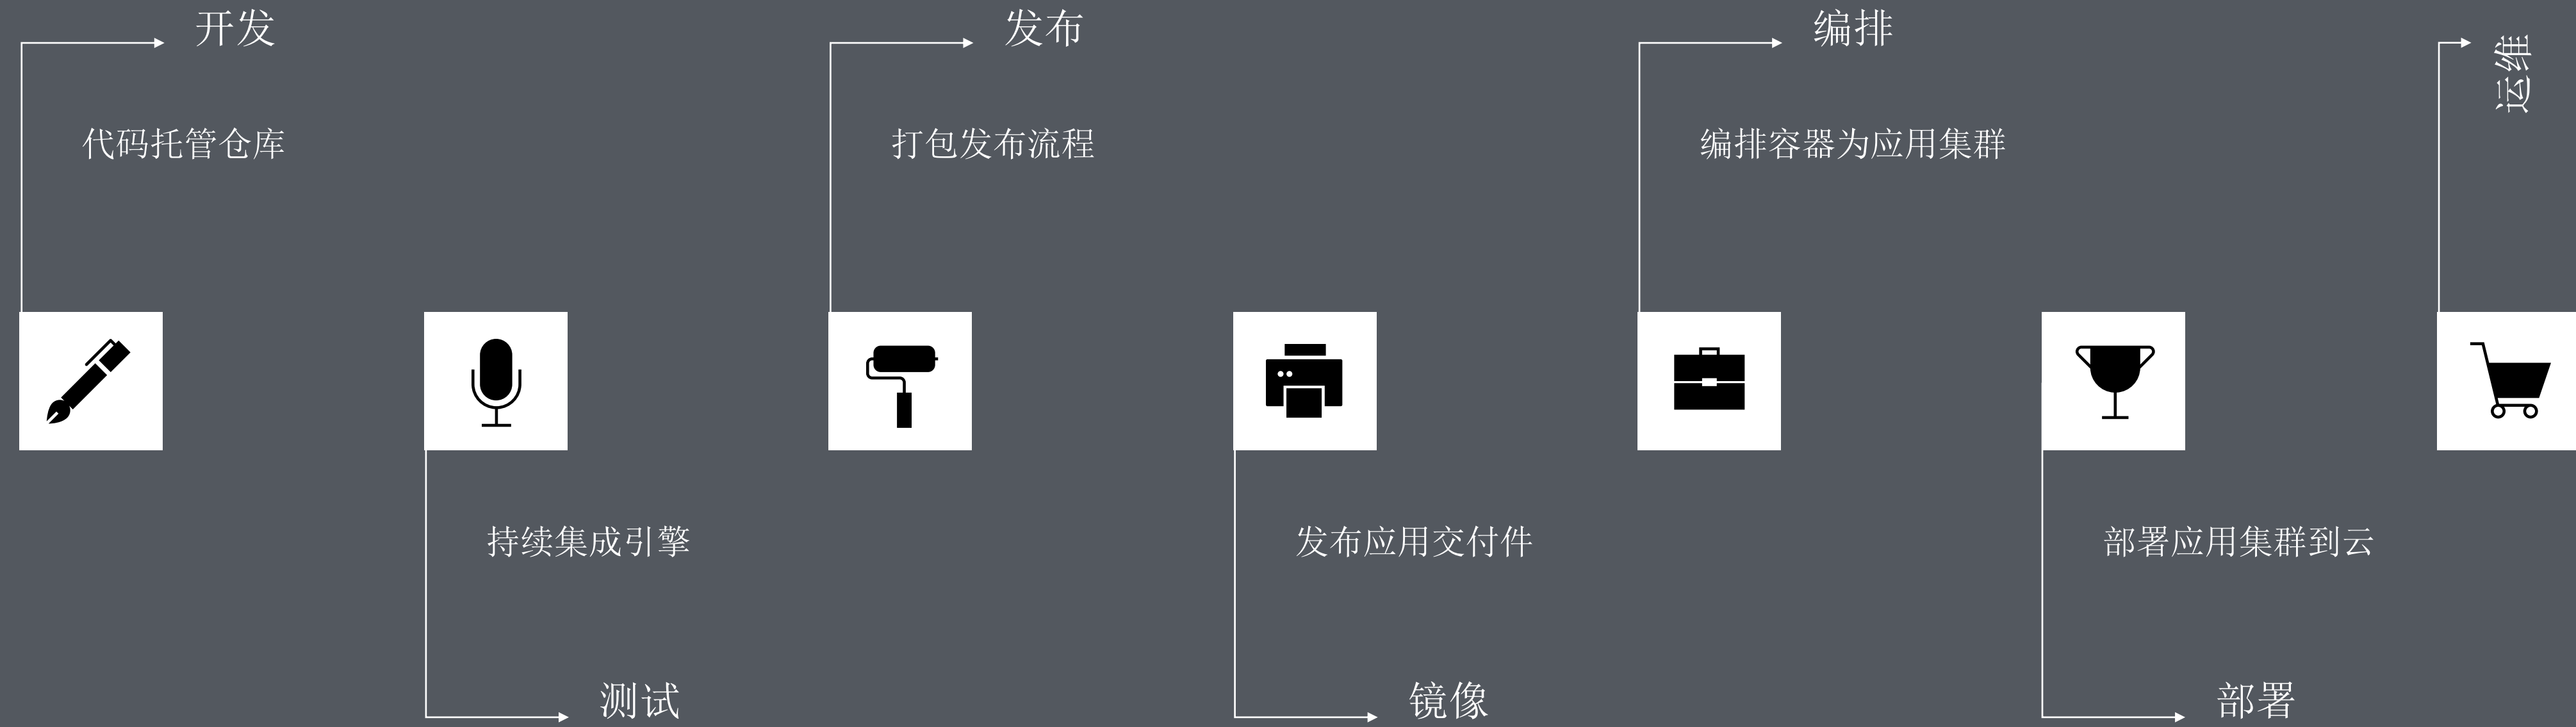 开发
代码托管仓库
测试
持续集成引擎
发布
打包发布流程
镜像
发布应用交付件
编排
编排容器为应用集群
部署
部署应用集群到云
运维